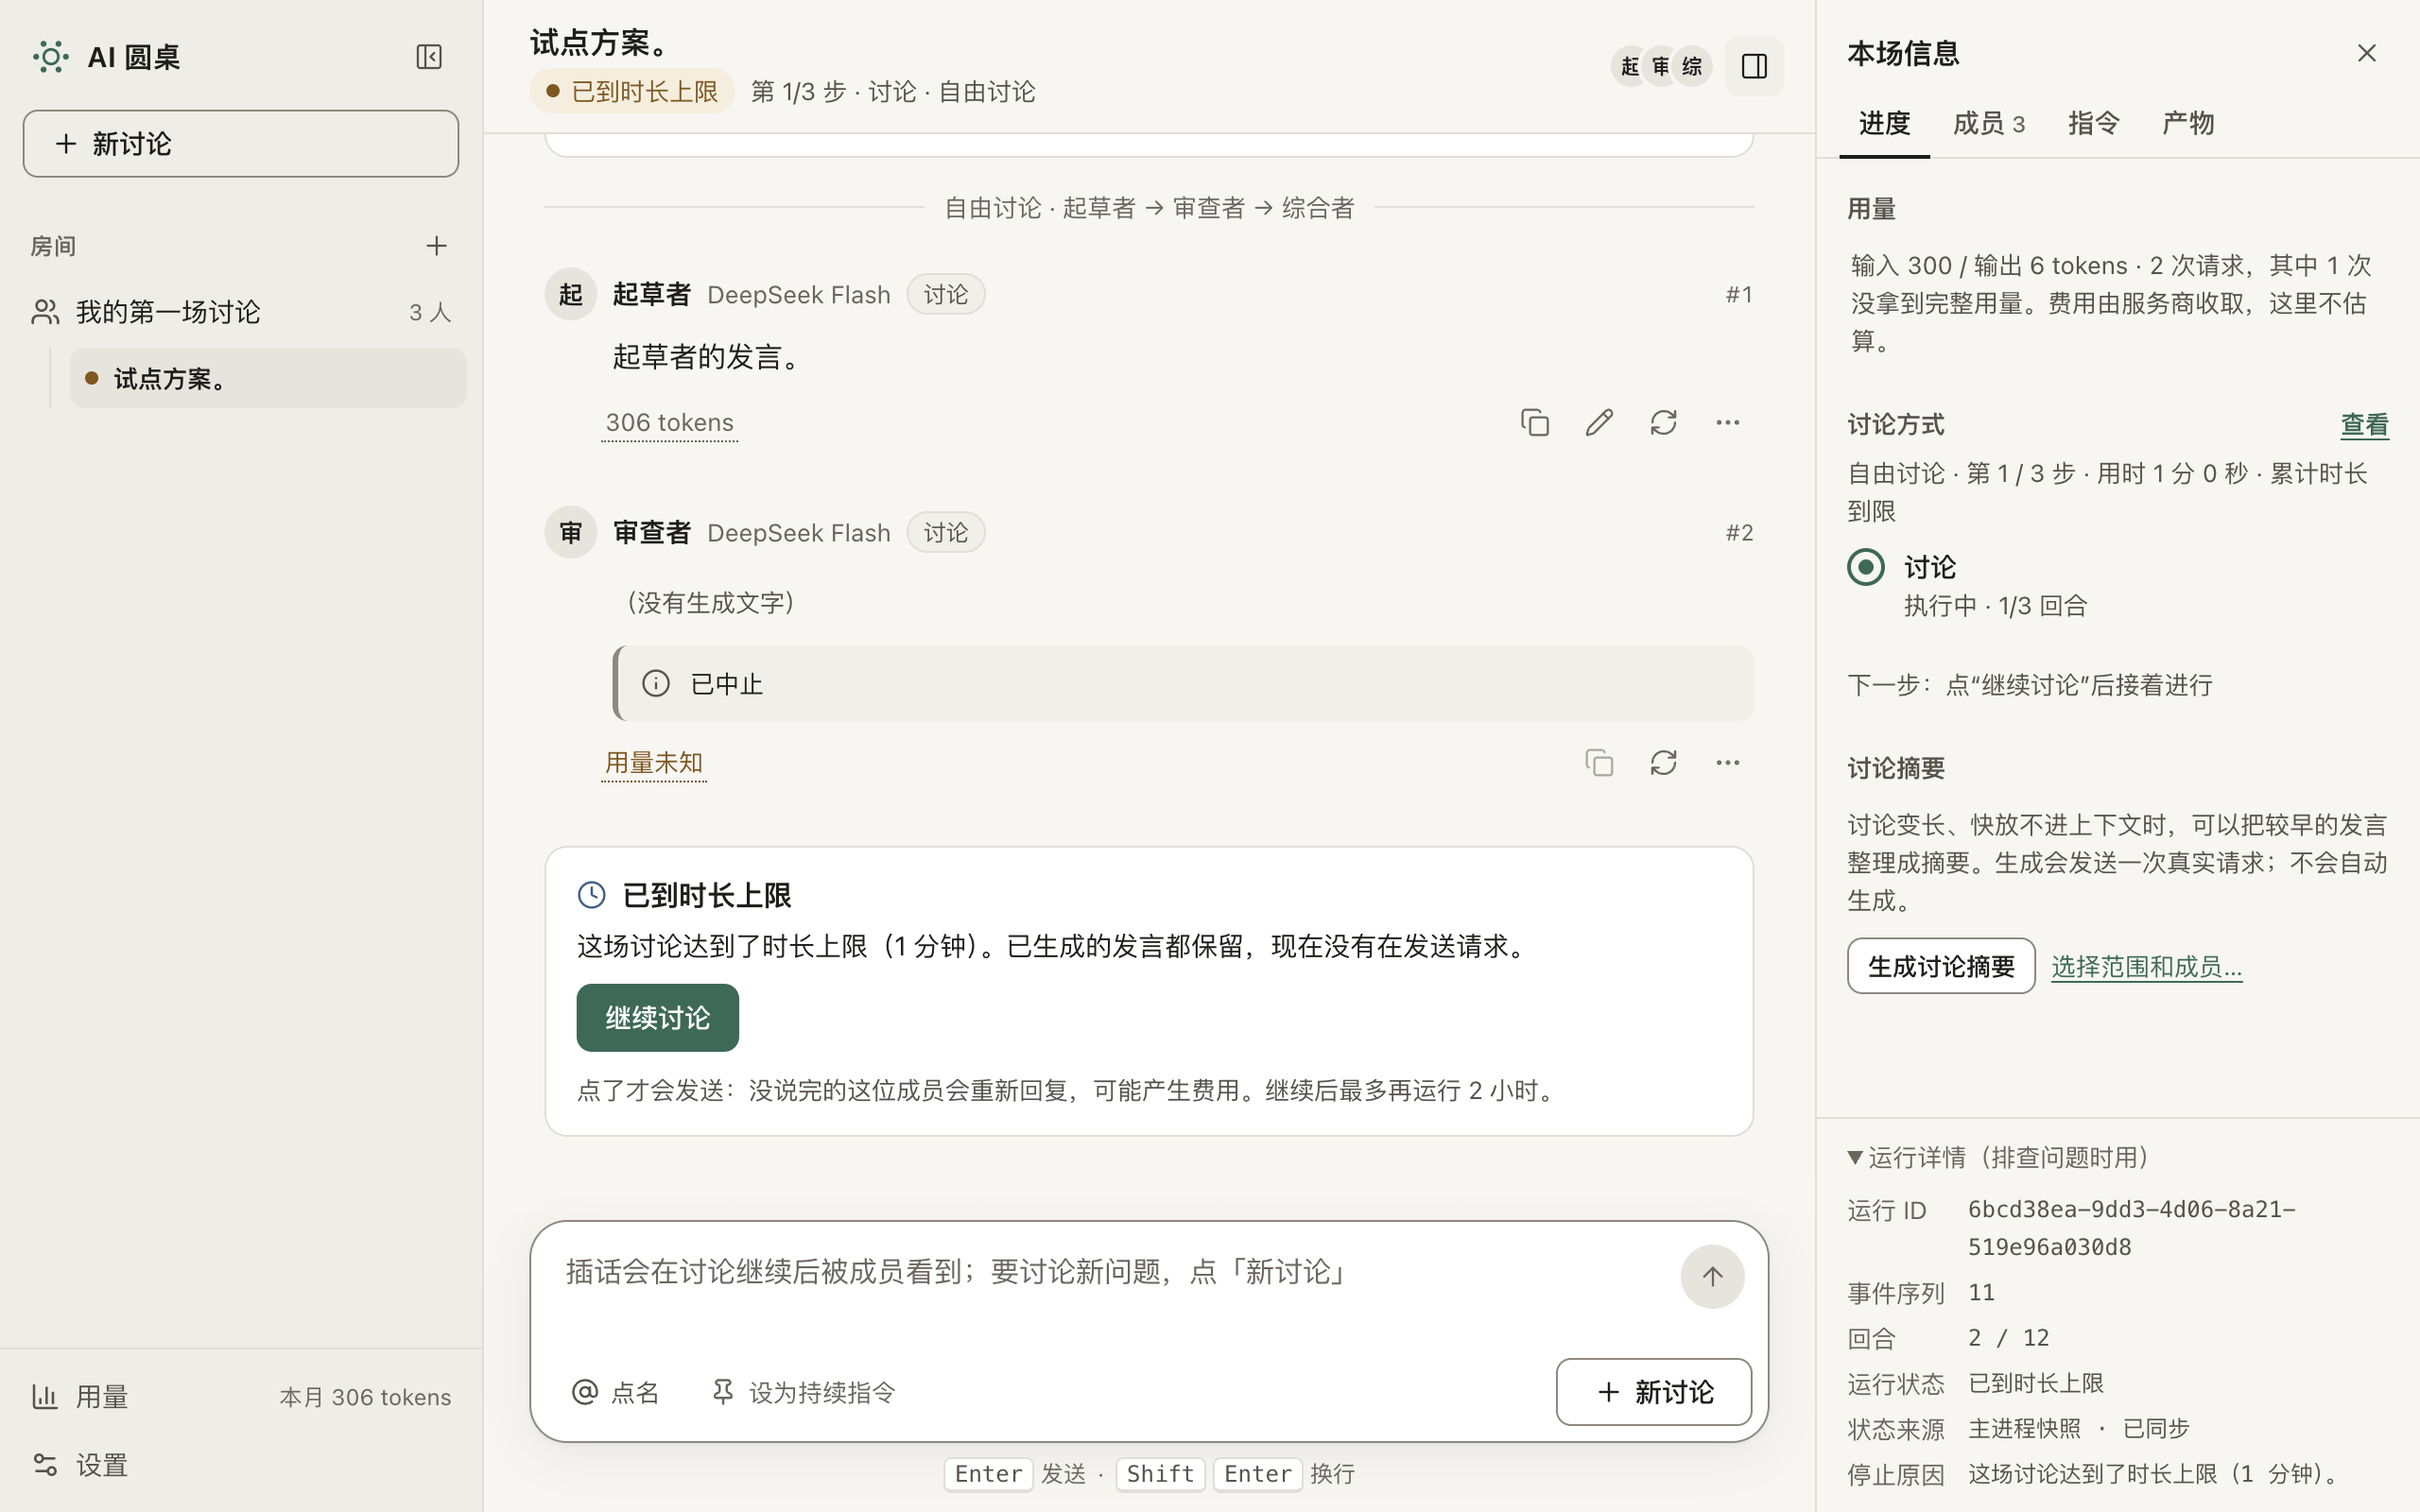 AI 圆桌
新讨论
房间
我的第一场讨论 3 人
试点方案。
用量 本月 306 tokens
设置
试点方案。
已到时长上限 第 1/3 步 · 讨论 · 自由讨论
起 审 综
自由讨论 · 起草者 → 审查者 → 综合者
起 起草者 DeepSeek Flash 讨论 #1
起草者的发言。
306 tokens
审 审查者 DeepSeek Flash 讨论 #2
（没有生成文字）
已中止
用量未知
已到时长上限
这场讨论达到了时长上限（1 分钟）。已生成的发言都保留，现在没有在发送请求。
继续讨论
点了才会发送：没说完的这位成员会重新回复，可能产生费用。继续后最多再运行 2 小时。
插话会在讨论继续后被成员看到；要讨论新问题，点「新讨论」
点名 设为持续指令 新讨论
Enter 发送 · Shift Enter 换行
本场信息
进度 成员 3 指令 产物
用量
输入 300 / 输出 6 tokens · 2 次请求，其中 1 次
没拿到完整用量。费用由服务商收取，这里不估
算。
讨论方式 查看
自由讨论 · 第 1 / 3 步 · 用时 1 分 0 秒 · 累计时长
到限
讨论
执行中 · 1/3 回合
下一步：点“继续讨论”后接着进行
讨论摘要
讨论变长、快放不进上下文时，可以把较早的发言
整理成摘要。生成会发送一次真实请求；不会自动
生成。
生成讨论摘要 选择范围和成员...
▼运行详情（排查问题时用）
运行 ID 6bcd38ea-9dd3-4d06-8a21-
519e96a030d8
事件序列 11
回合 2 / 12
运行状态 已到时长上限
状态来源 主进程快照 · 已同步
停止原因 这场讨论达到了时长上限（1 分钟）。